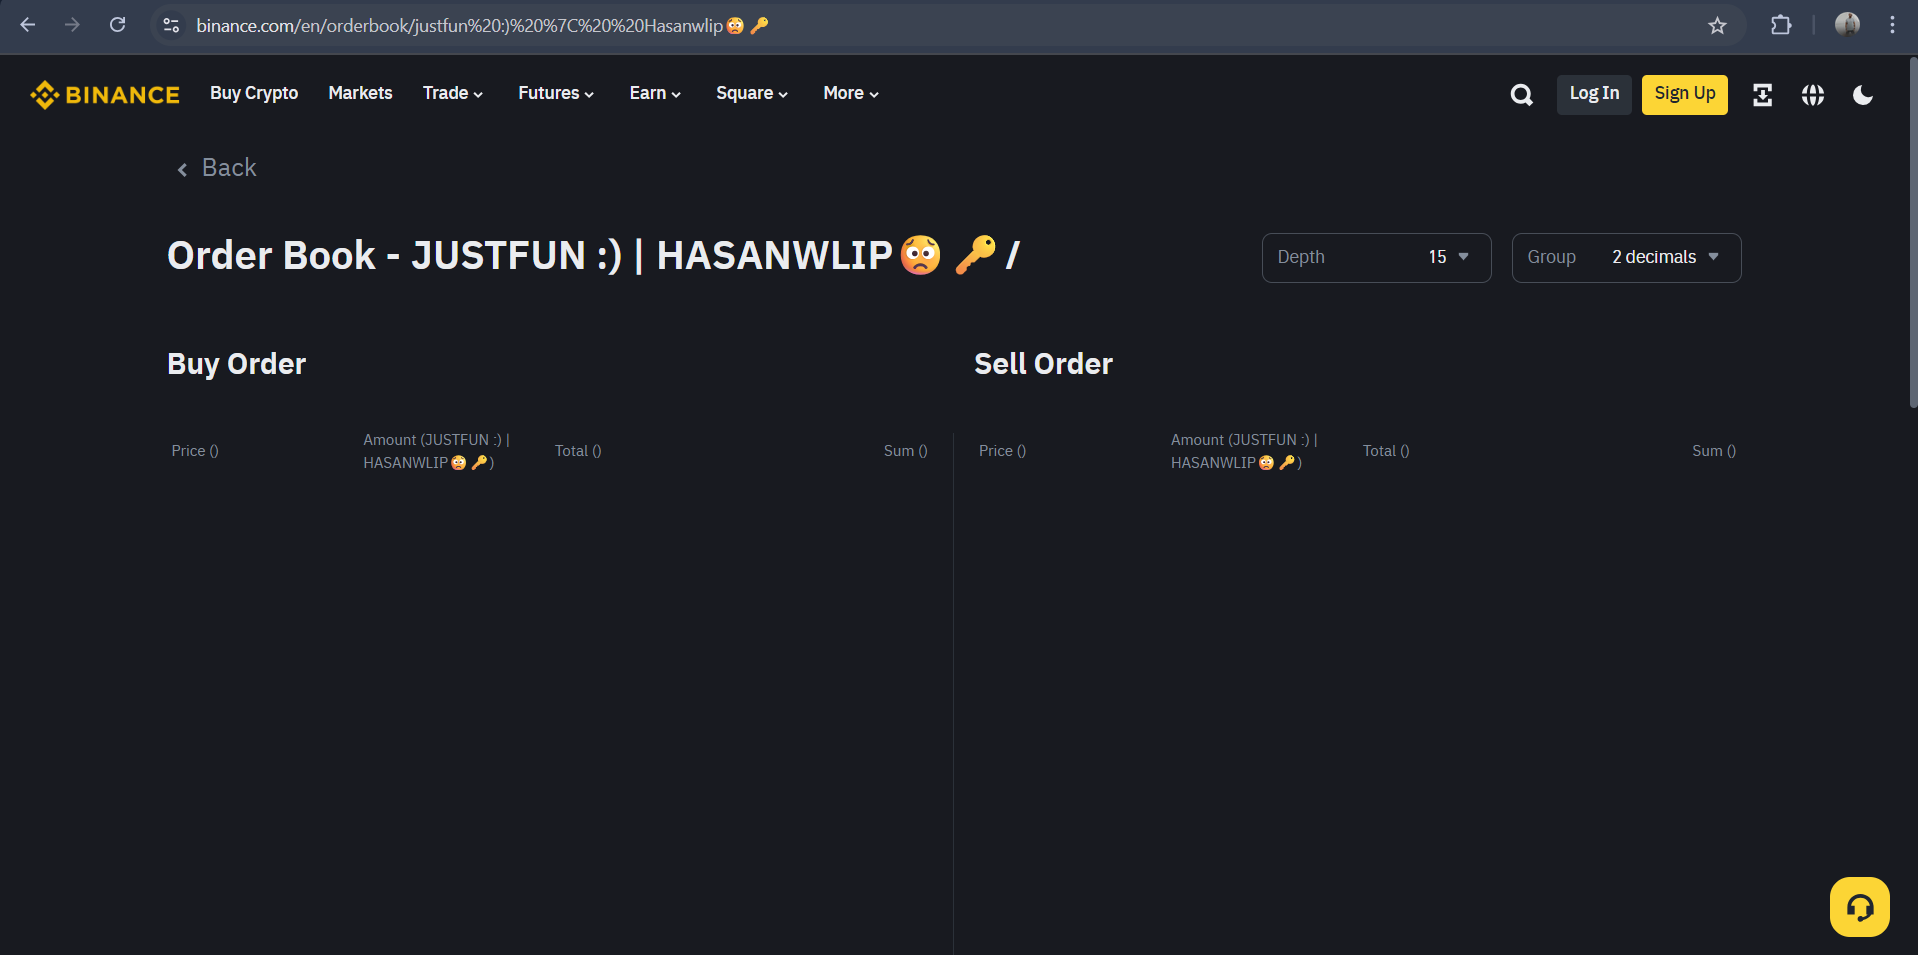 binance.com/en/orderbook/justfun%20:)%20%7C%20%20Hasanwlip😟🔑
BINANCE Buy Crypto Markets Trade Futures Earn Square More Log In Sign Up
Back
Order Book - JUSTFUN :) | HASANWLIP😟🔑 /
Depth 15 Group 2 decimals
Buy Order
Price ()
Amount (JUSTFUN :) |
HASANWLIP😟🔑)
Total ()
Sum ()
Sell Order
Price ()
Amount (JUSTFUN :) |
HASANWLIP😟🔑)
Total ()
Sum ()